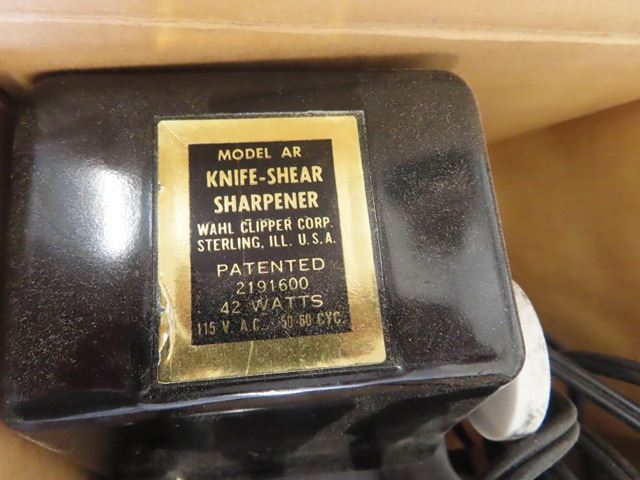 MODEL AR
KNIFE-SHEAR
SHARPENER
WAHL CLIPPER CORP.
STERLING, ILL. U.S.A.
PATENTED
2191600
42 WATTS
115 V. A.C. 50-60 CYC.